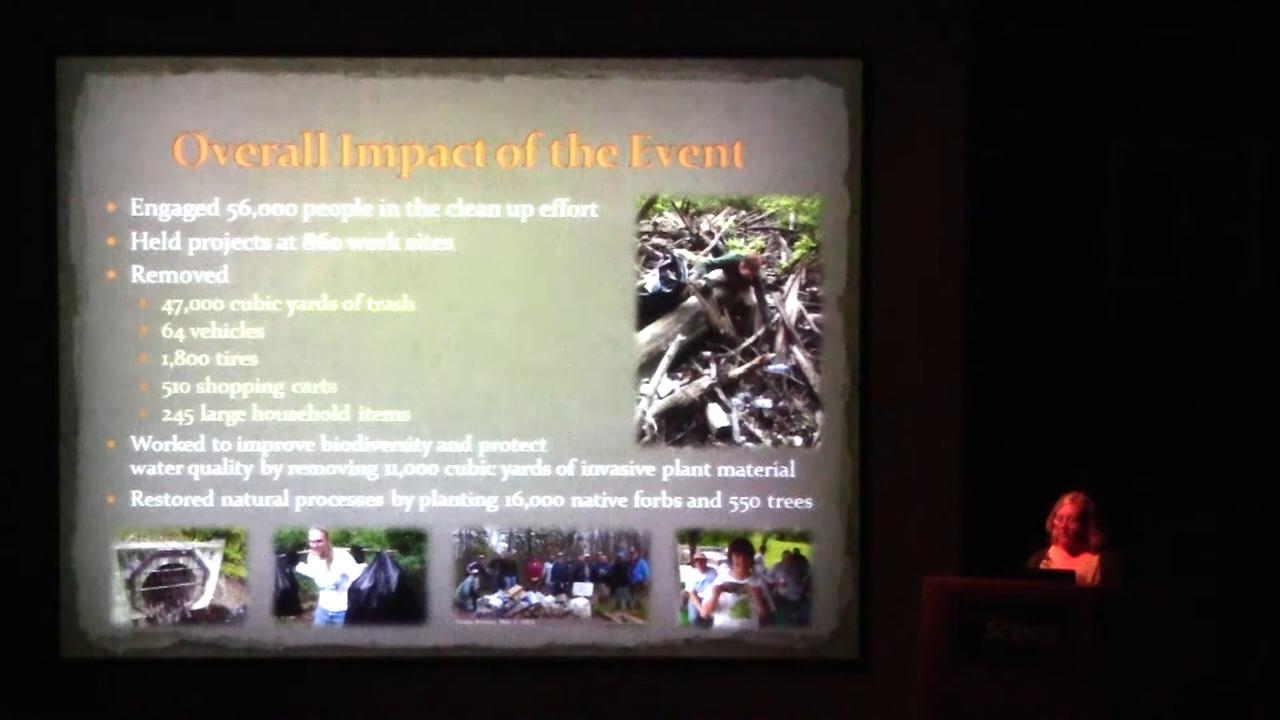 Overall Impact of the Event
Engaged 56,000 people in the clean up effort
Held projects at 860 work sites
Removed
47,000 cubic yards of trash
64 vehicles
1,800 tires
510 shopping carts
245 large household items
Worked to improve biodiversity and protect
water quality by removing 11,000 cubic yards of invasive plant material
Restored natural processes by planting 16,000 native forbs and 550 trees